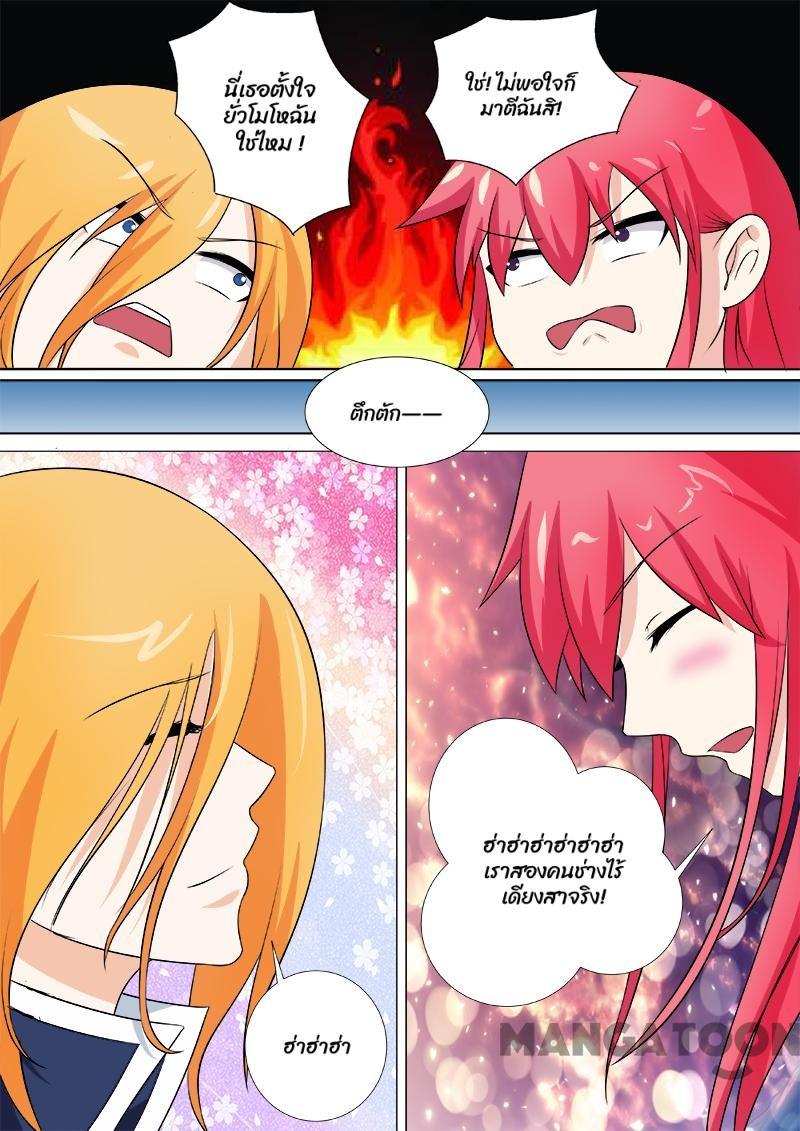 นี่เธอตั้งใจ
ยั่วโมโหฉัน
ใช่ไหม !
ใช่! ไม่พอใจก็
มาตีฉันสิ!
ตึกตัก——
ฮ่าฮ่าฮ่าฮ่าฮ่าฮ่า
เราสองคนช่างไร้
เดียงสาจริง!
ฮ่าฮ่าฮ่า
MANGATOON